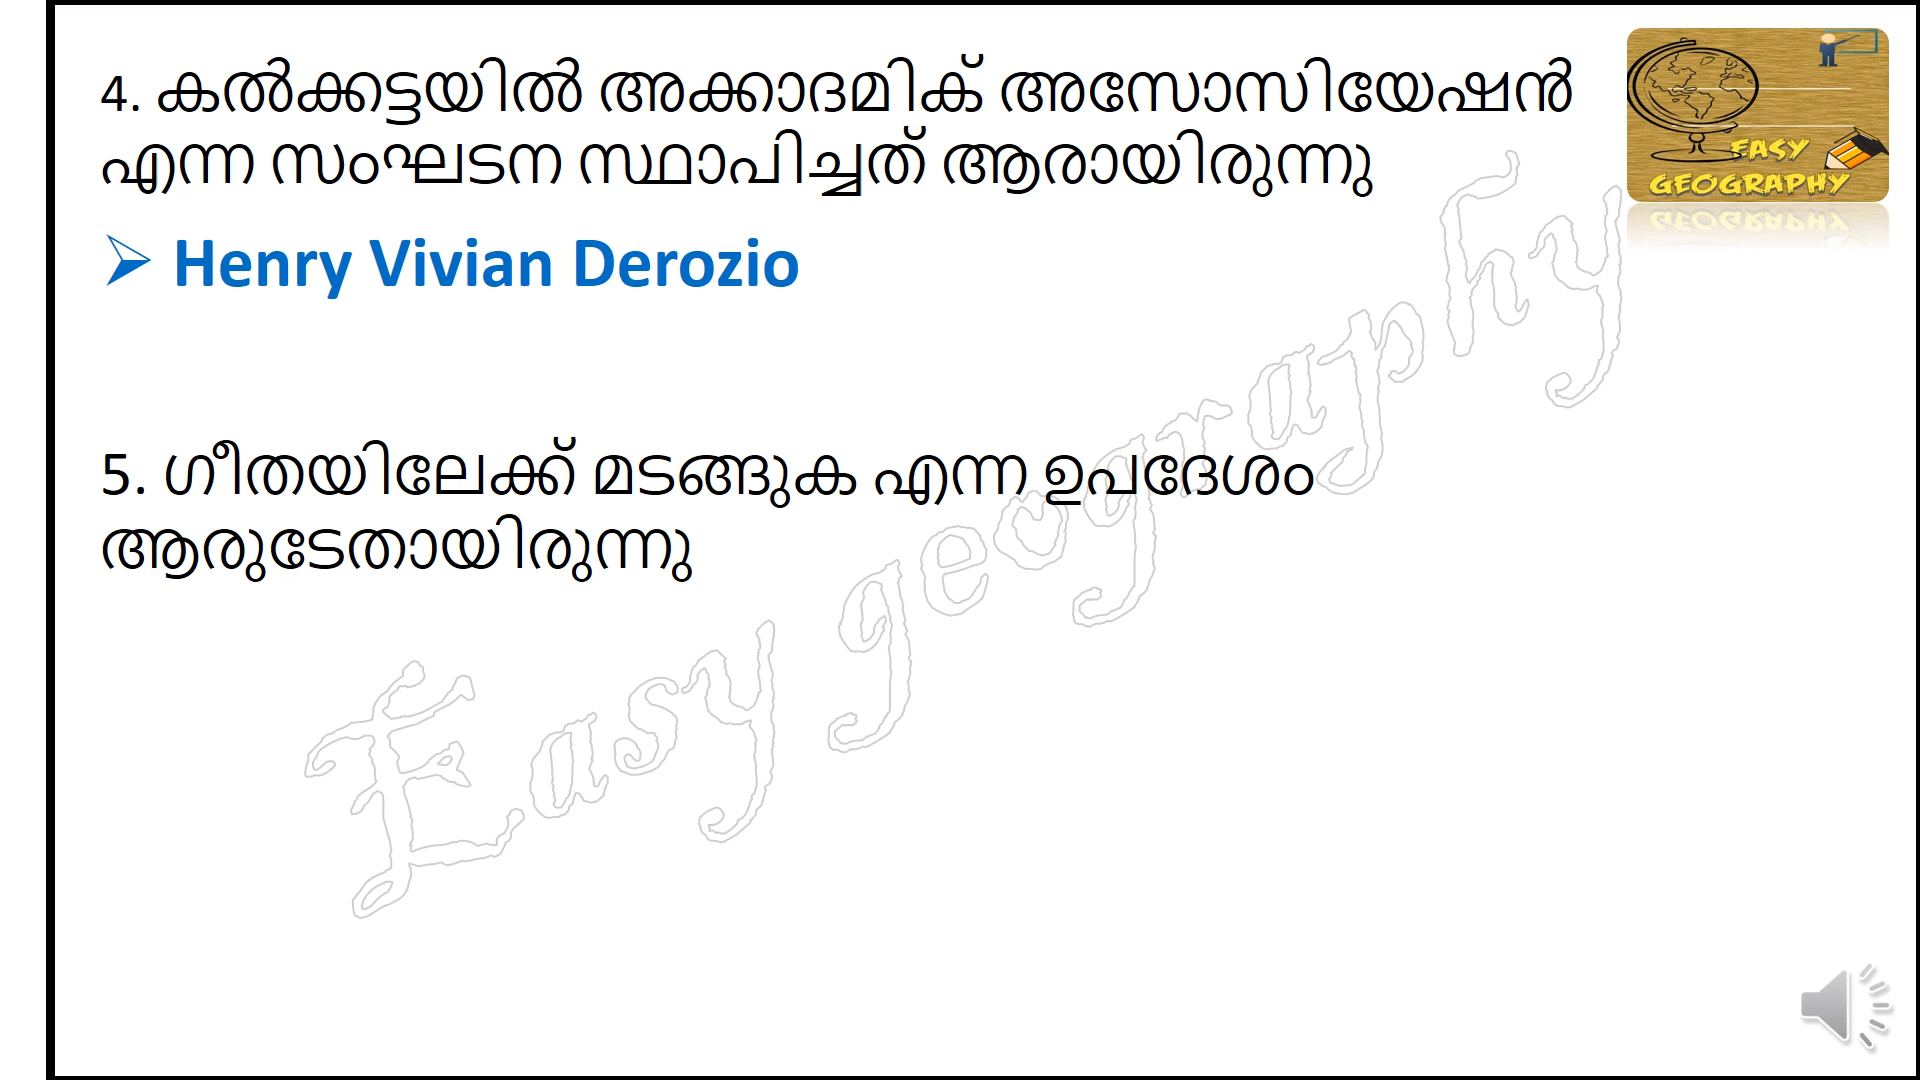 4. കൽക്കട്ടയിൽ അക്കാദമിക് അസോസിയേഷൻ
എന്ന സംഘടന സ്ഥാപിച്ചത് ആരായിരുന്നു
Henry Vivian Derozio
5. ഗീതയിലേക്ക് മടങ്ങുക എന്ന ഉപദേശം
ആരുടേതായിരുന്നു
EASY
GEOGRAPHY
Easy geography